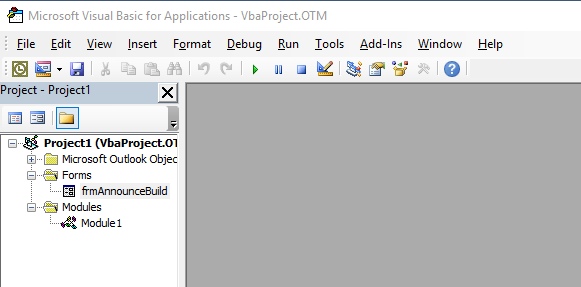 Microsoft Visual Basic for Applications - VbaProject.OTM
File Edit View Insert Format Debug Run Tools Add-Ins Window Help
Project - Project1
Project1 (VbaProject.OT
Microsoft Outlook Objec
Forms
frmAnnounceBuild
Modules
Module1